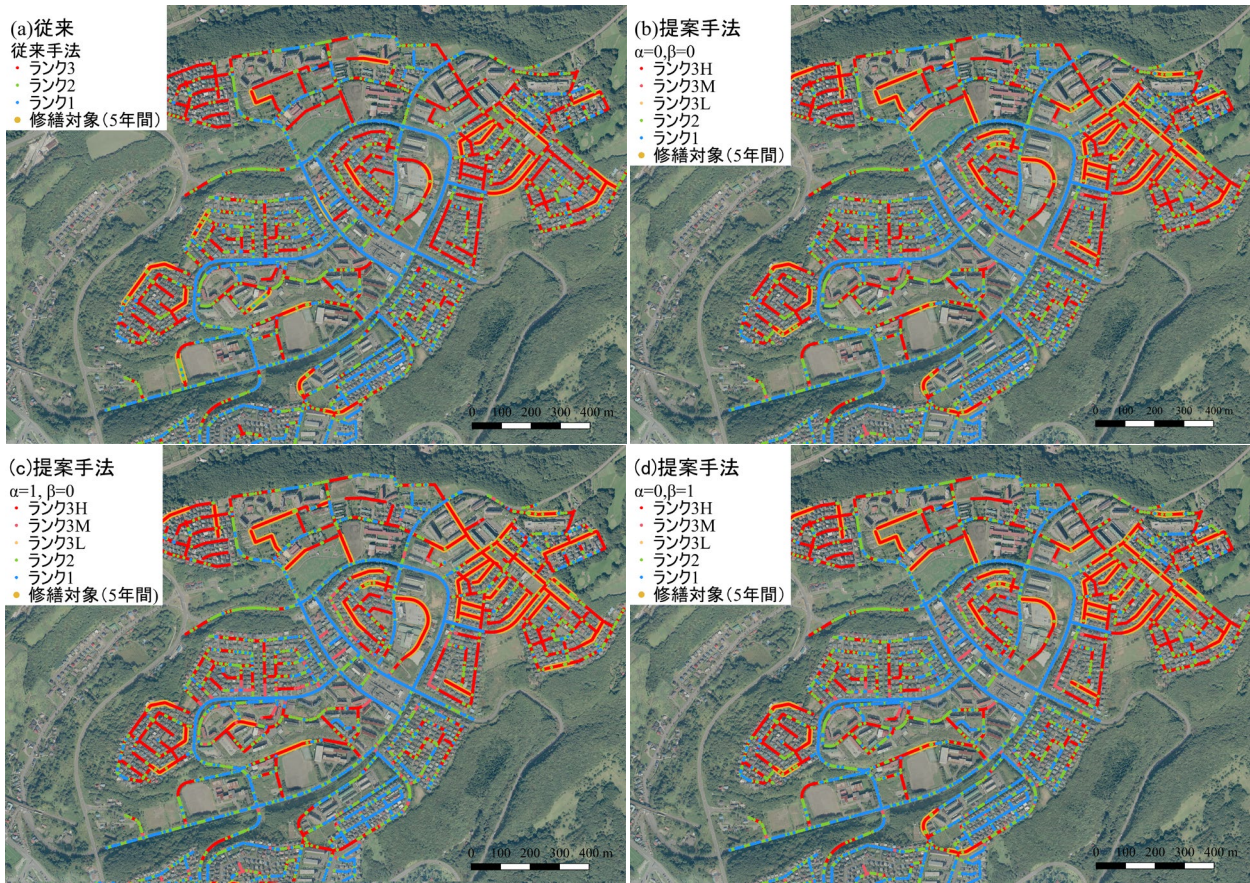 (a)従来
従来手法
ランク3
ランク2
ランク1
修繕対象(5年間)
0 100 200 300 400 m
(b)提案手法
α=0,β=0
ランク3H
ランク3M
ランク3L
ランク2
ランク1
修繕対象(5年間)
0 100 200 300 400 m
(c)提案手法
α=1, β=0
ランク3H
ランク3M
ランク3L
ランク2
ランク1
修繕対象(5年間)
0 100 200 300 400 m
(d)提案手法
α=0,β=1
ランク3H
ランク3M
ランク3L
ランク2
ランク1
修繕対象(5年間)
0 100 200 300 400 m